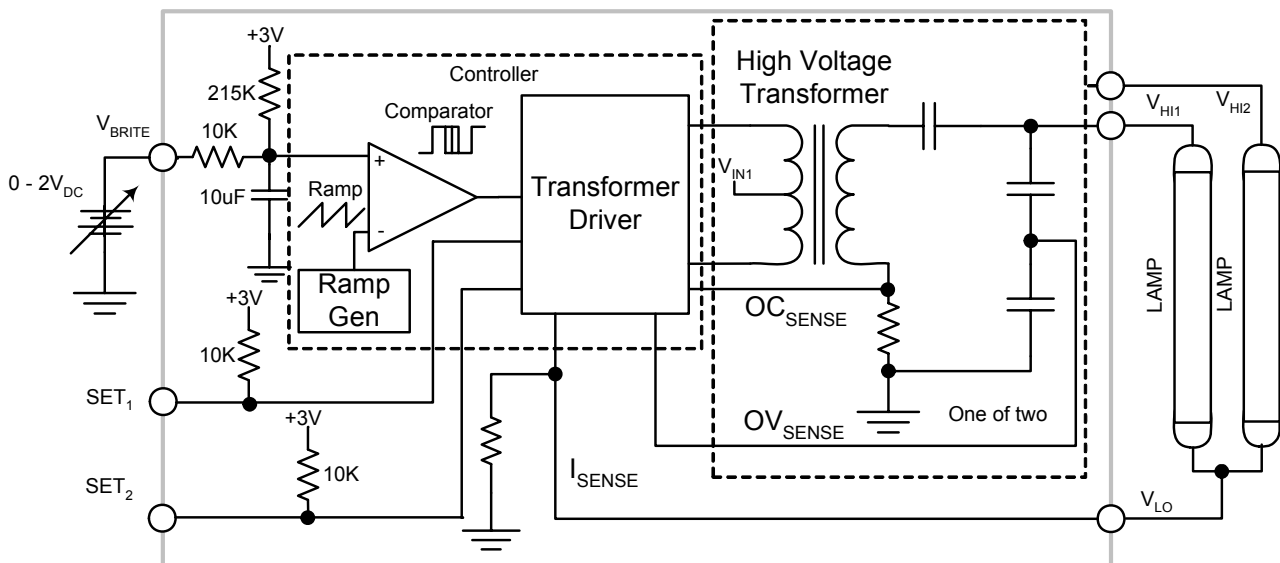 +3V
Controller
High Voltage
Transformer
215K
Comparator
V_BRITE
10K
V_HI1
V_HI2
0 - 2V_DC
10uF
Ramp
+
-
V_IN1
Transformer
Driver
Ramp
Gen
LAMP
LAMP
+3V
OC_SENSE
10K
SET_1
+3V
One of two
OV_SENSE
10K
I_SENSE
SET_2
V_LO